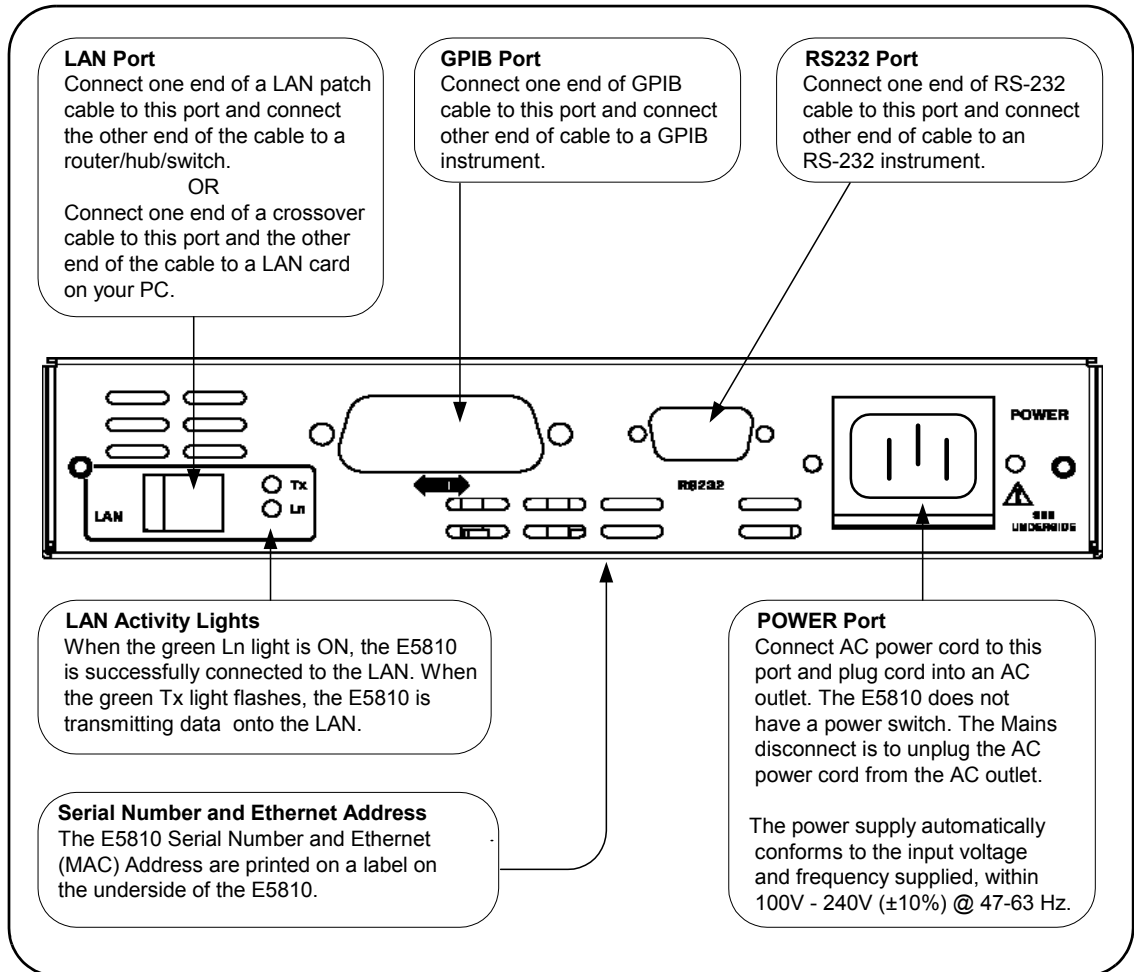 LAN Port
Connect one end of a LAN patch
cable to this port and connect
the other end of the cable to a
router/hub/switch.
OR
Connect one end of a crossover
cable to this port and the other
end of the cable to a LAN card
on your PC.
GPIB Port
Connect one end of GPIB
cable to this port and connect
other end of cable to a GPIB
instrument.
RS232 Port
Connect one end of RS-232
cable to this port and connect
other end of cable to an
RS-232 instrument.
LAN
Tx
Ln
RS232
POWER
SEE
UNDERSIDE
LAN Activity Lights
When the green Ln light is ON, the E5810
is successfully connected to the LAN. When
the green Tx light flashes, the E5810 is
transmitting data onto the LAN.
Serial Number and Ethernet Address
The E5810 Serial Number and Ethernet
(MAC) Address are printed on a label on
the underside of the E5810.
POWER Port
Connect AC power cord to this
port and plug cord into an AC
outlet. The E5810 does not
have a power switch. The Mains
disconnect is to unplug the AC
power cord from the AC outlet.
The power supply automatically
conforms to the input voltage
and frequency supplied, within
100V - 240V (±10%) @ 47-63 Hz.